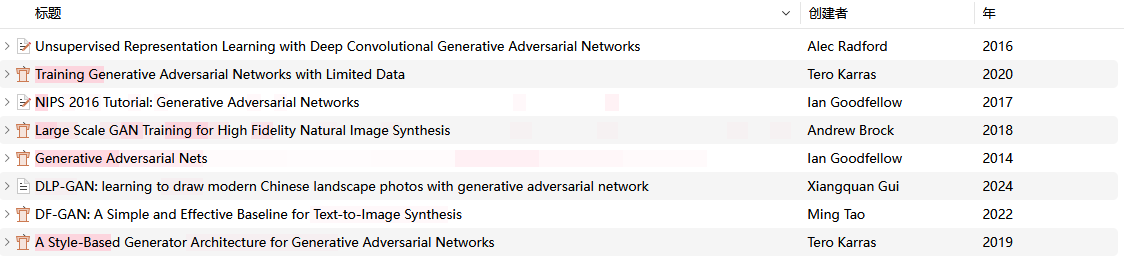 标题 创建者 年
Unsupervised Representation Learning with Deep Convolutional Generative Adversarial Networks Alec Radford 2016
Training Generative Adversarial Networks with Limited Data Tero Karras 2020
NIPS 2016 Tutorial: Generative Adversarial Networks Ian Goodfellow 2017
Large Scale GAN Training for High Fidelity Natural Image Synthesis Andrew Brock 2018
Generative Adversarial Nets Ian Goodfellow 2014
DLP-GAN: learning to draw modern Chinese landscape photos with generative adversarial network Xiangquan Gui 2024
DF-GAN: A Simple and Effective Baseline for Text-to-Image Synthesis Ming Tao 2022
A Style-Based Generator Architecture for Generative Adversarial Networks Tero Karras 2019